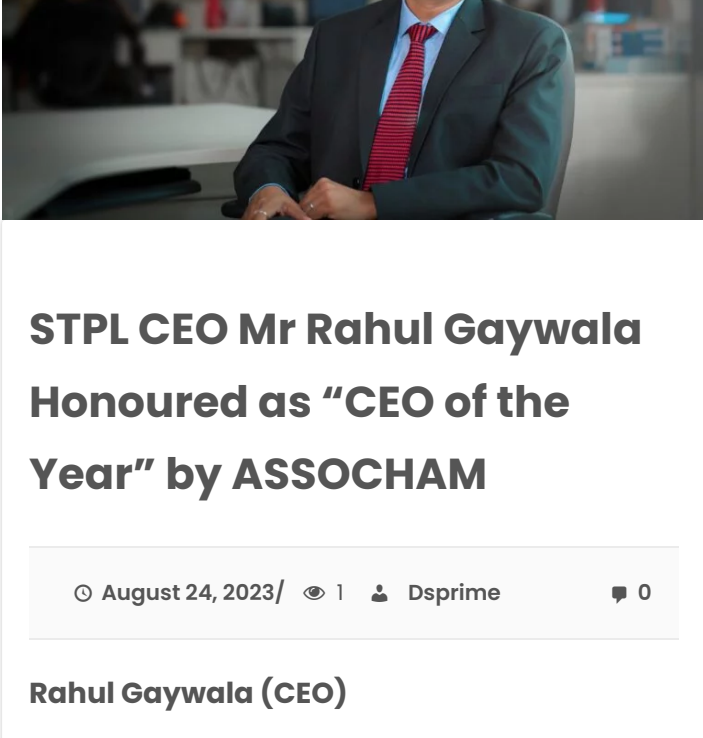 STPL CEO Mr Rahul Gaywala
Honoured as “CEO of the
Year” by ASSOCHAM
August 24, 2023/ 1 Dsprime 0
Rahul Gaywala (CEO)